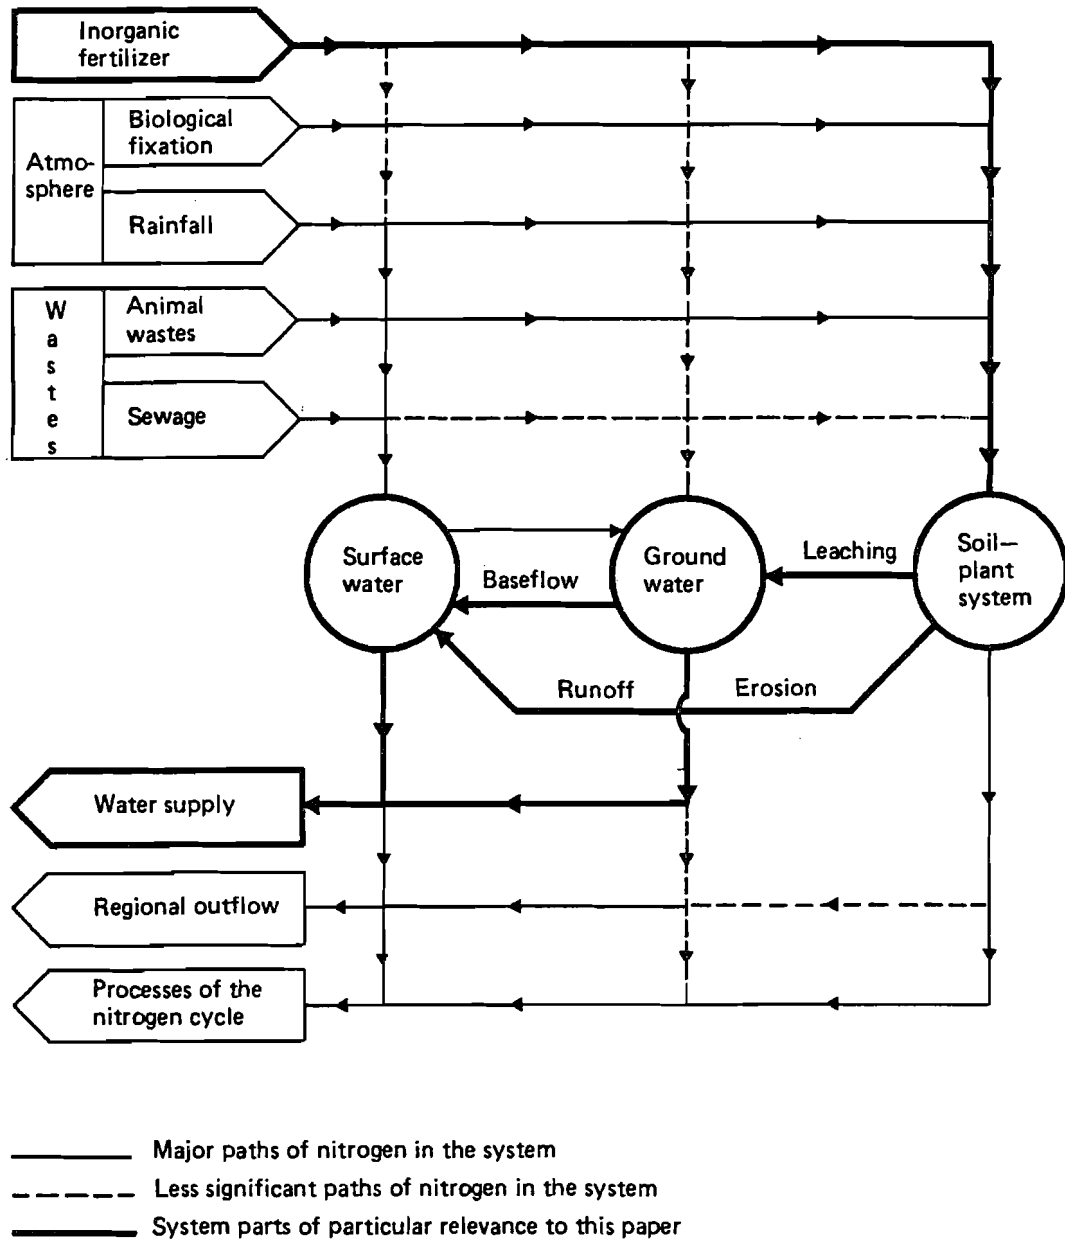 Inorganic
fertilizer
Atmo-
sphere
Biological
fixation
Rainfall
W
a
s
t
e
s
Animal
wastes
Sewage
Surface
water
Ground
water
Soil—
plant
system
Leaching
Baseflow
Runoff
Erosion
Water supply
Regional outflow
Processes of the
nitrogen cycle
Major paths of nitrogen in the system
Less significant paths of nitrogen in the system
System parts of particular relevance to this paper